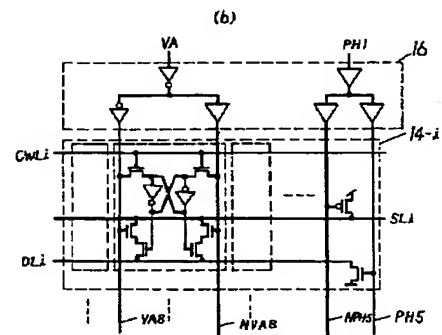 (b)
VA
PH1
16
14-i
CWLi
SLi
DLi
VAB
NVAB
NPH5
PH5